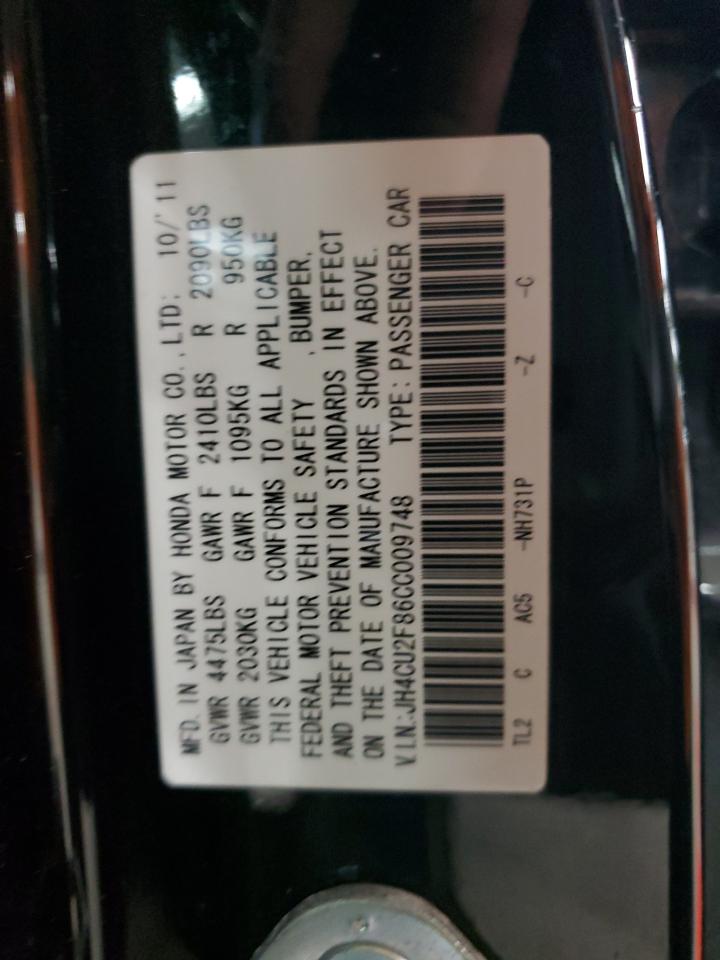 MFD. IN JAPAN BY HONDA MOTOR CO., LTD: 10/'11
GVWR 4475LBS GAWR F 2410LBS R 2090LBS
GVWR 2030KG GAWR F 1095KG R 950KG
THIS VEHICLE CONFORMS TO ALL APPLICABLE
FEDERAL MOTOR VEHICLE SAFETY , BUMPER,
AND THEFT PREVENTION STANDARDS IN EFFECT
ON THE DATE OF MANUFACTURE SHOWN ABOVE.
V.I.N.:JH4CU2F86CC009748 TYPE:PASSENGER CAR
TL2 C AC5 -NH731P -Z -C